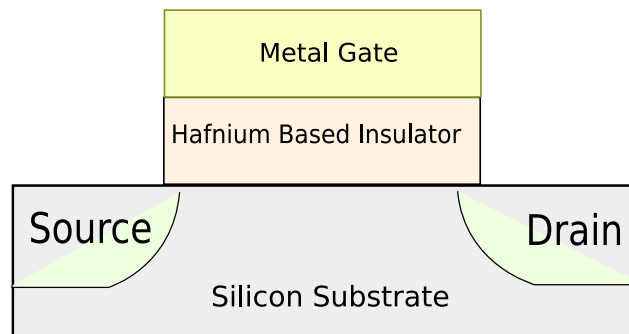 Metal Gate
Hafnium Based Insulator
Source
Drain
Silicon Substrate